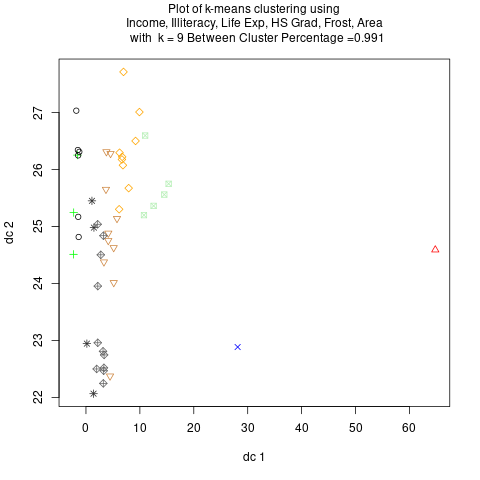 Plot of k-means clustering using
Income, Illiteracy, Life Exp, HS Grad, Frost, Area
with k = 9 Between Cluster Percentage =0.991
27
26
25
24
23
22
dc 2
0 10 20 30 40 50 60
dc 1